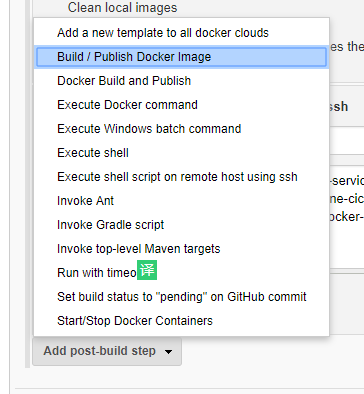 Clean local images
Add a new template to all docker clouds
Build / Publish Docker Image
es the
Docker Build and Publish
Execute Docker command
ssh
Execute Windows batch command
Execute shell
Execute shell script on remote host using ssh
-servic
Invoke Ant
ne-cic
Invoke Gradle script
ocker-
Invoke top-level Maven targets
Run with timeo
译
Set build status to "pending" on GitHub commit
Start/Stop Docker Containers
Add post-build step